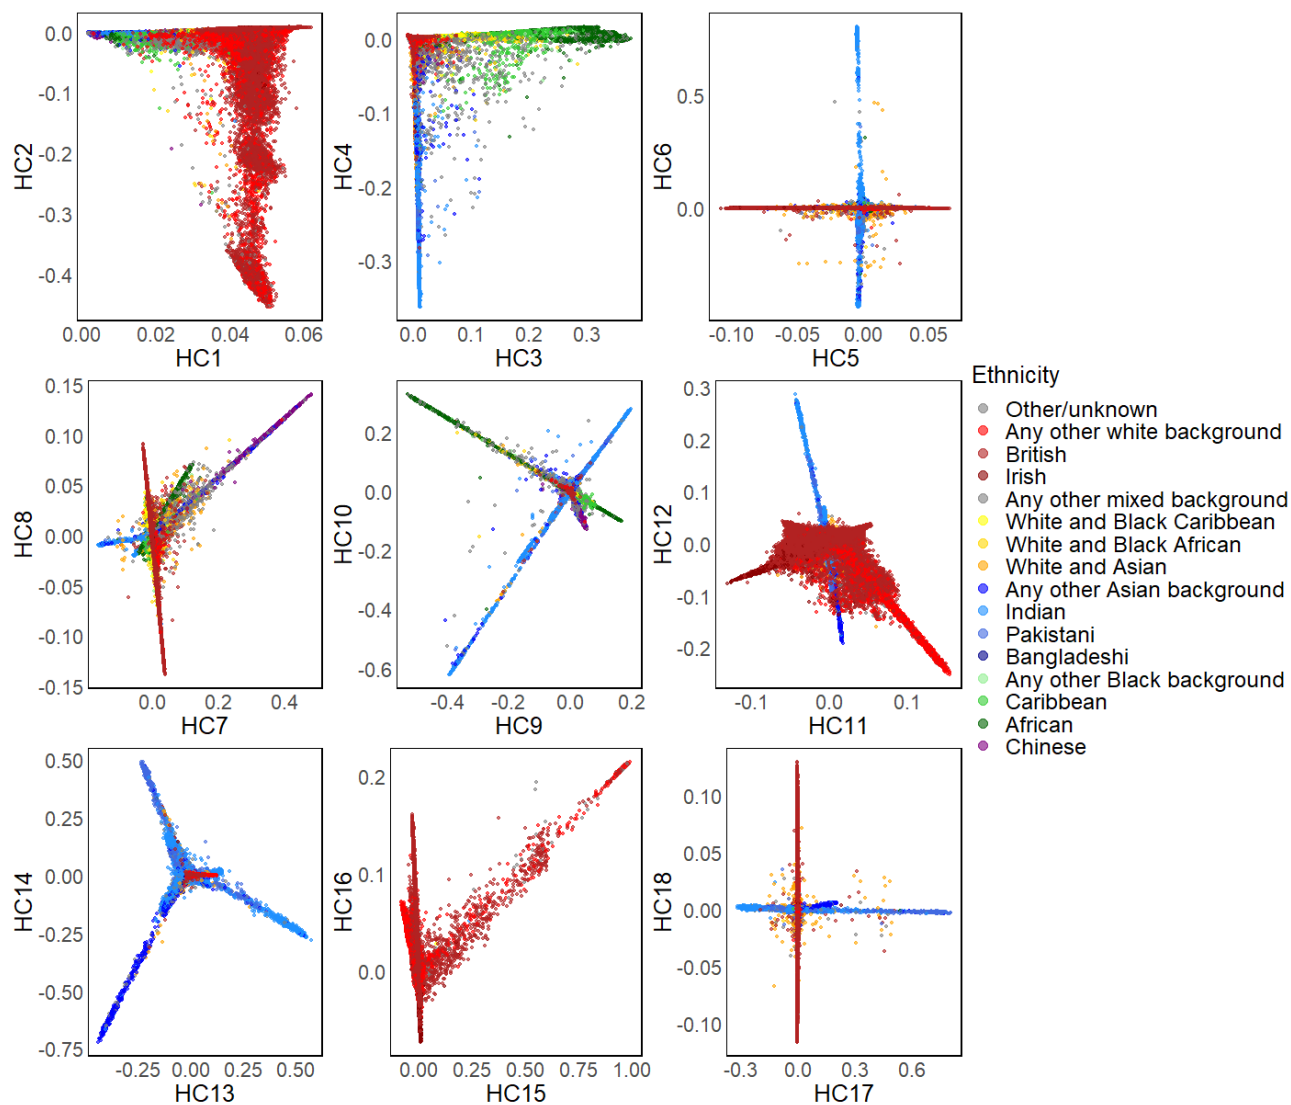 0.0
-0.1
-0.2
-0.3
-0.4
HC2
0.00
0.02
0.04
0.06
HC1
0.0
-0.1
-0.2
-0.3
HC4
0.0
0.1
0.2
0.3
HC3
0.5
0.0
HC6
-0.10
-0.05
0.00
0.05
HC5
0.15
0.10
0.05
0.00
-0.05
-0.10
-0.15
HC8
0.0
0.2
0.4
HC7
0.2
0.0
-0.2
-0.4
-0.6
HC10
-0.4
-0.2
0.0
0.2
HC9
0.3
0.2
0.1
0.0
-0.1
-0.2
HC12
-0.1
0.0
0.1
HC11
0.50
0.25
0.00
-0.25
-0.50
-0.75
HC14
-0.25
0.00
0.25
0.50
HC13
0.2
0.1
0.0
HC16
0.00
0.25
0.50
0.75
1.00
HC15
0.10
0.05
0.00
-0.05
-0.10
HC18
-0.3
0.0
0.3
0.6
HC17
Ethnicity
Other/unknown
Any other white background
British
Irish
Any other mixed background
White and Black Caribbean
White and Black African
White and Asian
Any other Asian background
Indian
Pakistani
Bangladeshi
Any other Black background
Caribbean
African
Chinese